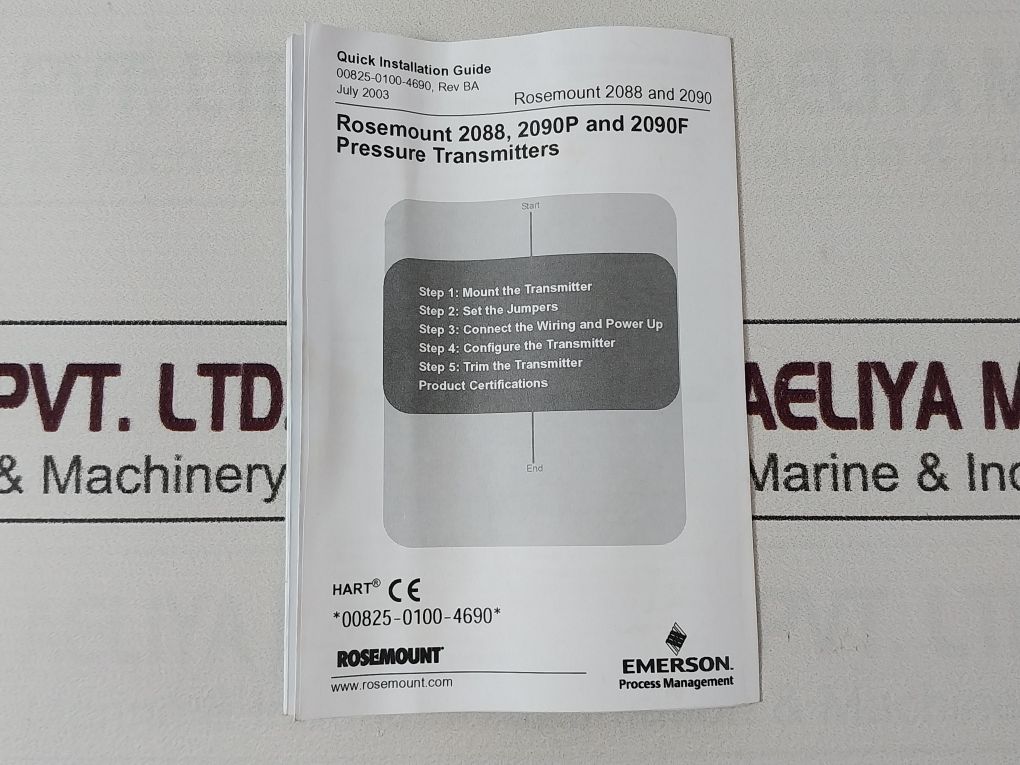 Quick Installation Guide
00825-0100-4690, Rev BA
July 2003
Rosemount 2088 and 2090
Rosemount 2088, 2090P and 2090F
Pressure Transmitters
Start
Step 1: Mount the Transmitter
Step 2: Set the Jumpers
Step 3: Connect the Wiring and Power Up
Step 4: Configure the Transmitter
Step 5: Trim the Transmitter
Product Certifications
End
HART® CE
*00825-0100-4690*
ROSEMOUNT
www.rosemount.com
EMERSON.
Process Management
PVT. LTD.
& Machinery
AELIYA M
Marine & Ind